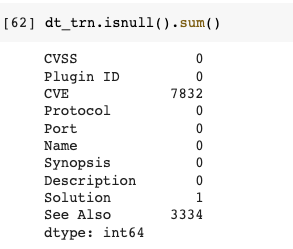 [62] dt_trn.isnull().sum()
CVSS 0
Plugin ID 0
CVE 7832
Protocol 0
Port 0
Name 0
Synopsis 0
Description 0
Solution 1
See Also 3334
dtype: int64